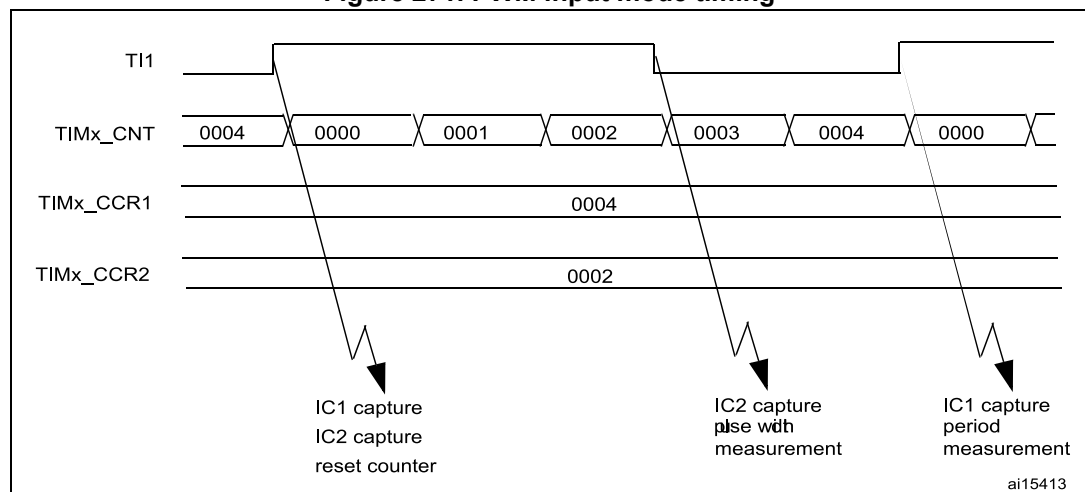 TI1
TIMx_CNT
0004 0000 0001 0002 0003 0004 0000
TIMx_CCR1
0004
TIMx_CCR2
0002
IC1 capture
IC2 capture
reset counter
IC2 capture
measurement
IC1 capture
period
measurement
ai15413